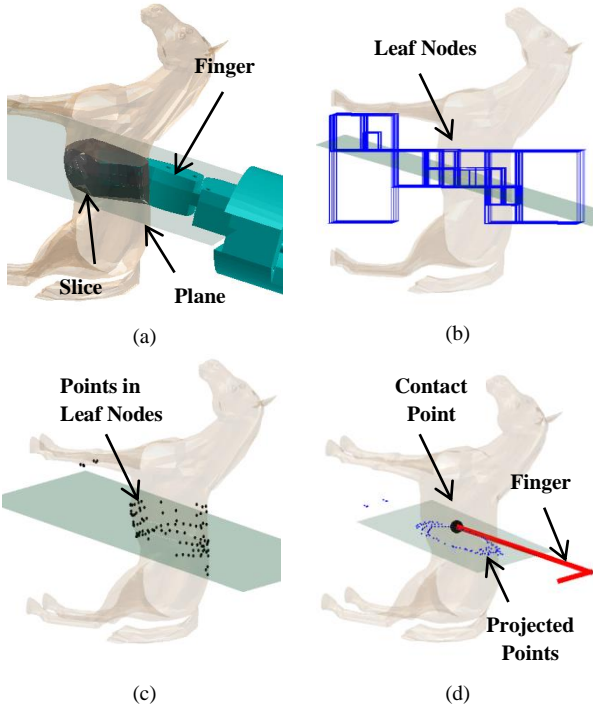 Finger
Slice
Plane
(a)
Leaf Nodes
(b)
Points in
Leaf Nodes
(c)
Contact
Point
Finger
Projected
Points
(d)